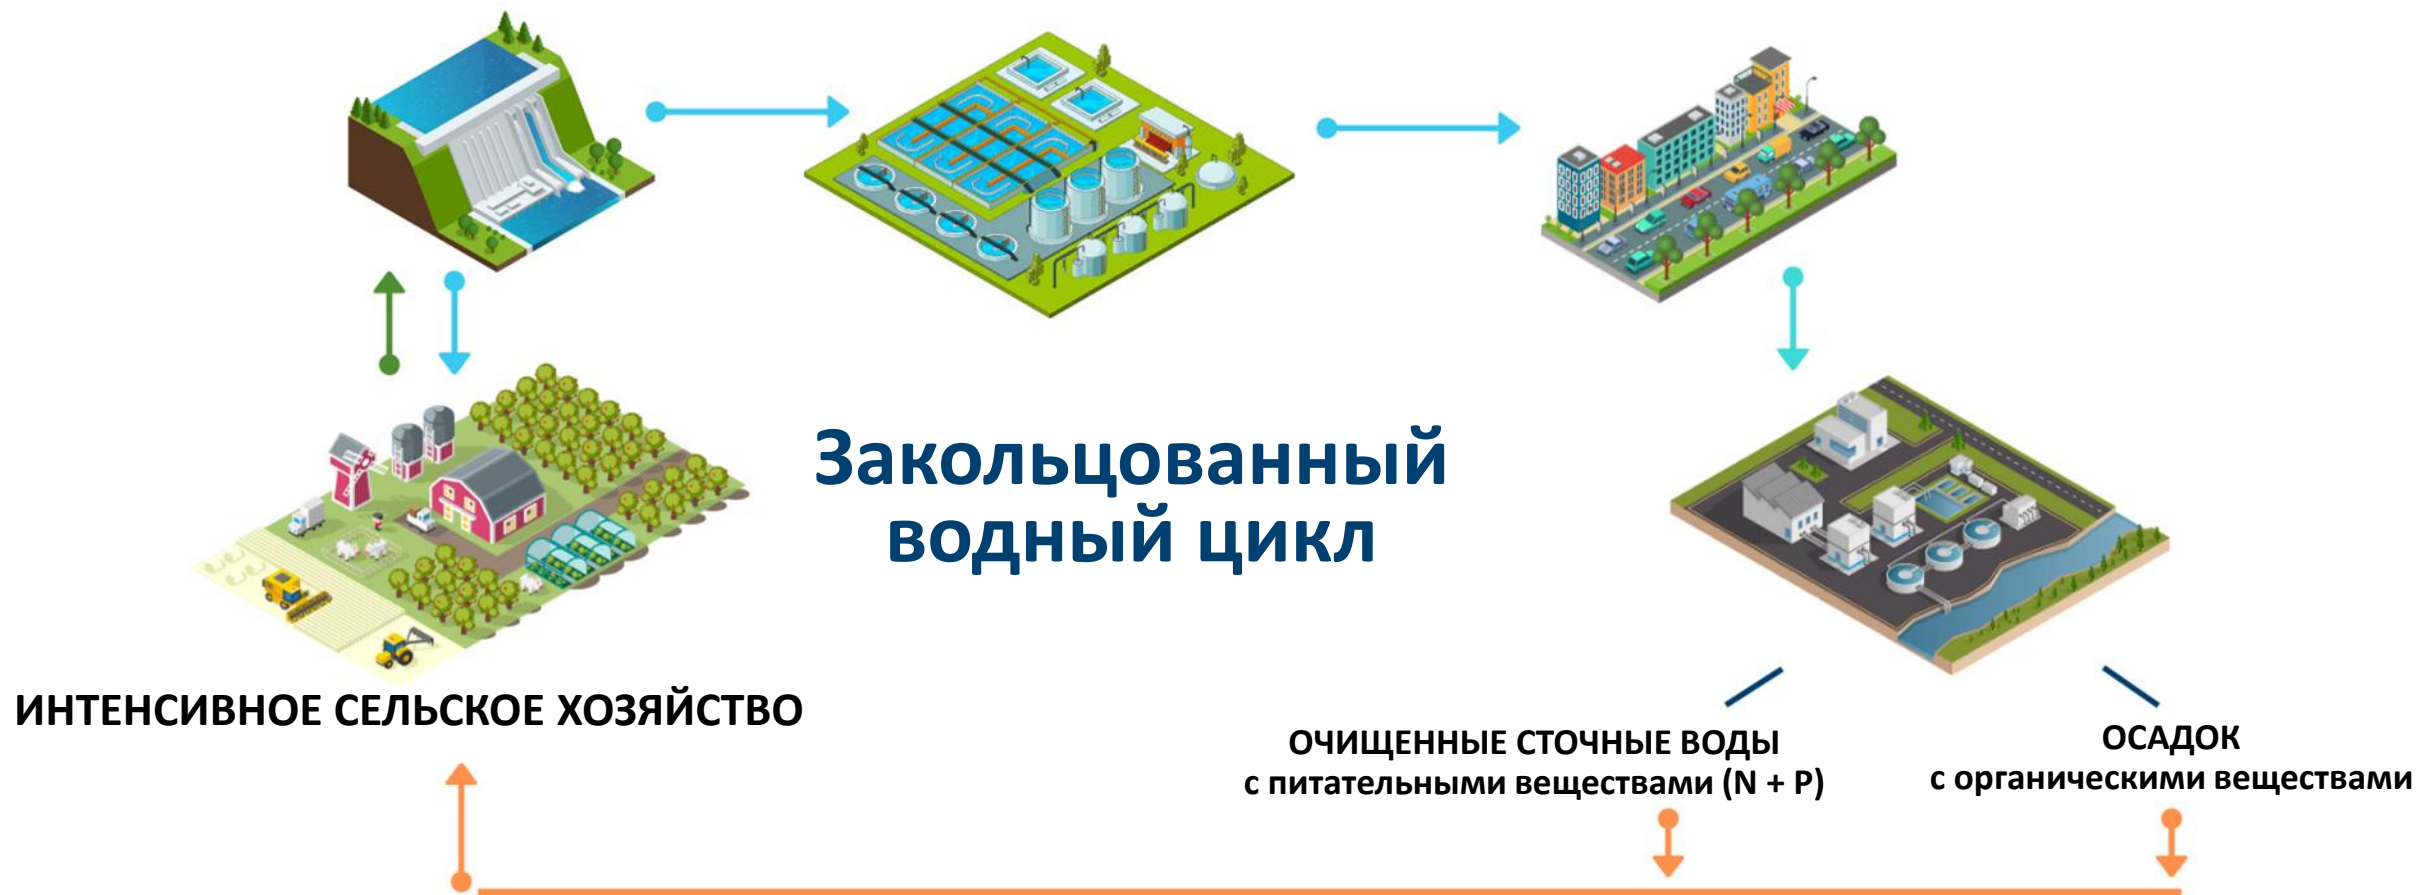 Закольцованный
водный цикл
ИНТЕНСИВНОЕ СЕЛЬСКОЕ ХОЗЯЙСТВО
ОЧИЩЕННЫЕ СТОЧНЫЕ ВОДЫ
с питательными веществами (N + P)
ОСАДОК
с органическими веществами